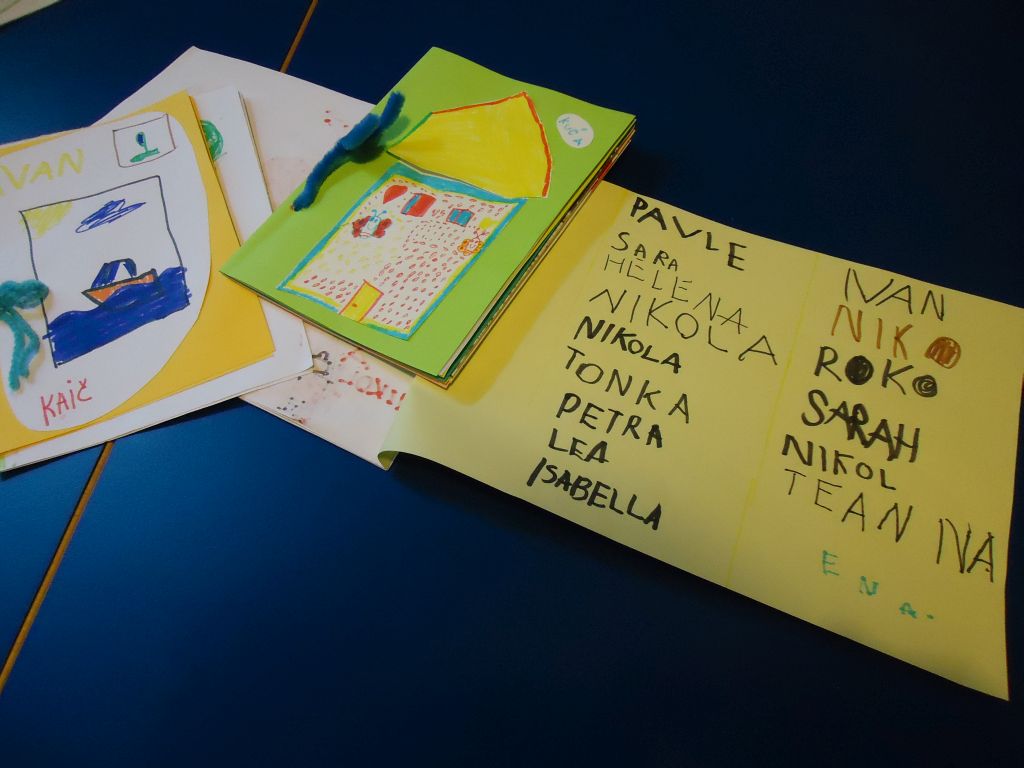 IVAN
KAIČ
KUĆA
PAVLE
SARA
HELENA
NIKOLA
NIKOLA
TONKA
PETRA
LEA
ISABELLA
IVAN
NIKO
ROKO
SARAH
NIKOL
TEAN NA
ENA.